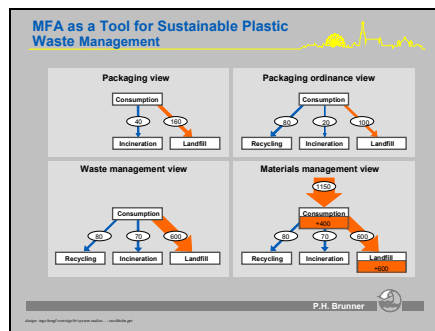 MFA as a Tool for Sustainable Plastic
Waste Management
Packaging view
Consumption
40
160
Incineration
Landfill
Packaging ordinance view
Consumption
80
20
100
Recycling
Incineration
Landfill
Waste management view
Consumption
80
70
600
Recycling
Incineration
Landfill
Materials management view
1150
Consumption
+400
80
70
600
Recycling
Incineration
Landfill
+600
P.H. Brunner